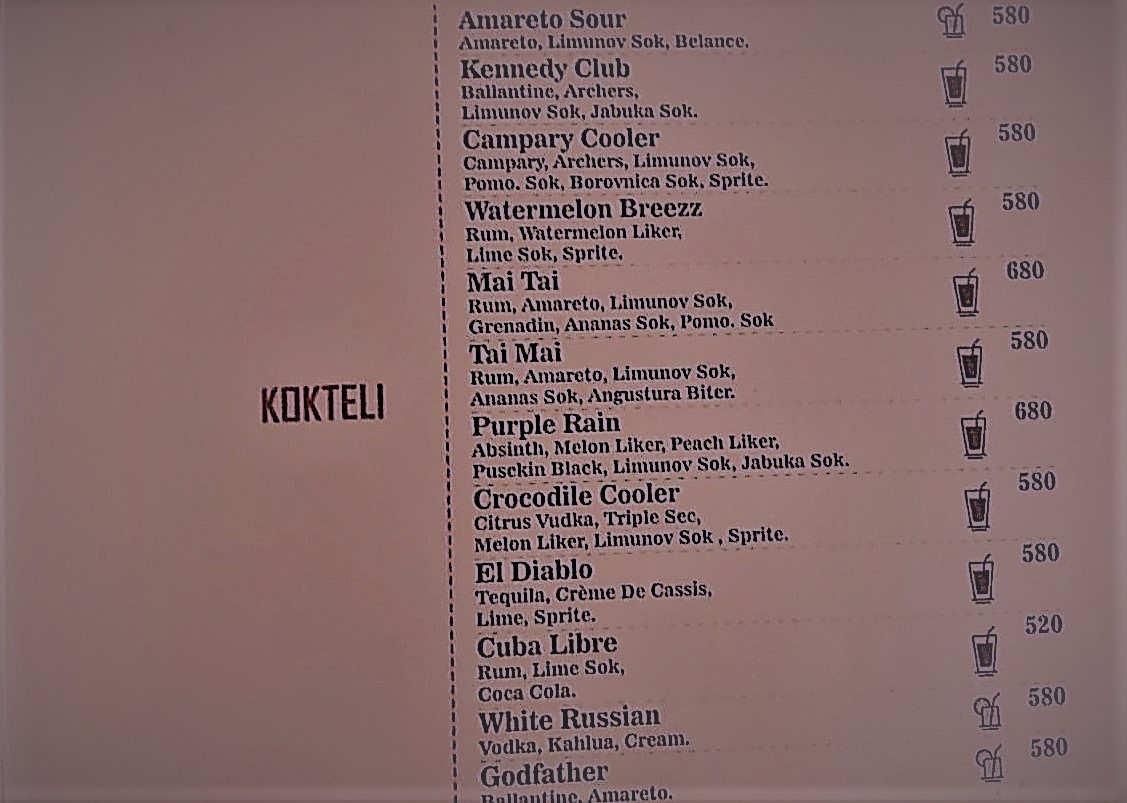 Amareto Sour 580
Amareto, Limunov Sok, Belance.
Kennedy Club 580
Ballantine, Archers,
Limunov Sok, Jabuka Sok.
Campary Cooler 580
Campary, Archers, Limunov Sok,
Pomo. Sok, Borovnica Sok, Sprite.
Watermelon Breezz 580
Rum, Watermelon Liker,
Lime Sok, Sprite.
Mai Tai 680
Rum, Amareto, Limunov Sok,
Grenadin, Ananas Sok, Pomo. Sok
Tai Mai 580
Rum, Amareto, Limunov Sok,
Ananas Sok, Angustura Biter.
KOKTELI
Purple Rain 680
Absinth, Melon Liker, Peach Liker,
Pusckin Black, Limunov Sok, Jabuka Sok.
Crocodile Cooler 580
Citrus Vudka, Triple Sec,
Melon Liker, Limunov Sok , Sprite.
El Diablo 580
Tequila, Crème De Cassis,
Lime, Sprite.
Cuba Libre 520
Rum, Lime Sok,
Coca Cola.
White Russian 580
Vodka, Kahlua, Cream.
Godfather 580
Ballantine, Amareto.